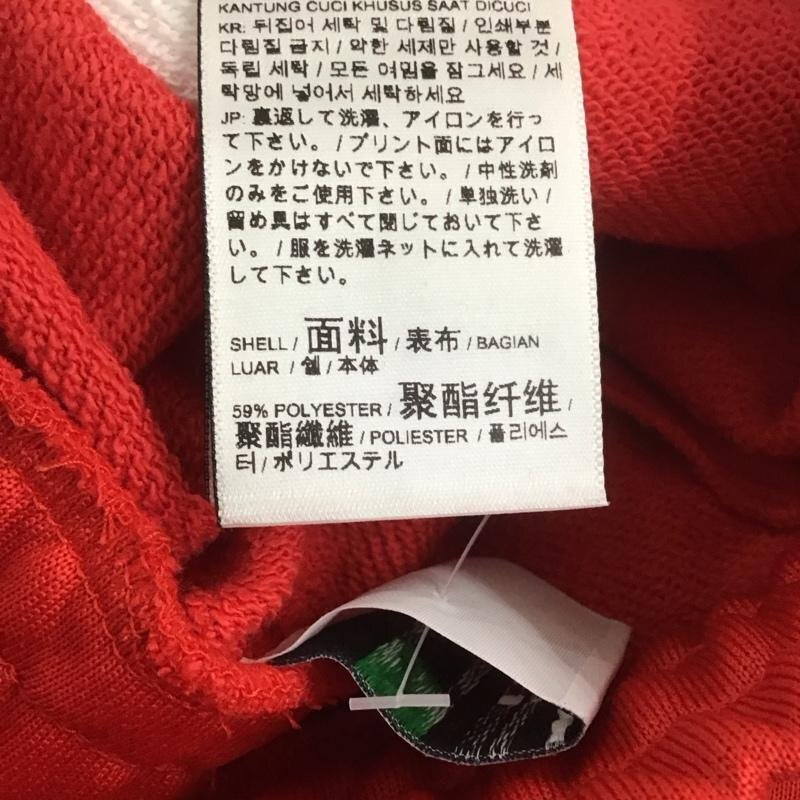 KANTUNG CUCI KHUSUS SAAT DICUCI
KR: 뒤집어 세탁 및 다림질 / 인쇄부분
다림질 금지 / 약한 세제만 사용할 것 /
독립 세탁 / 모든 여밈을 잠그세요 / 세
탁망에 넣어서 세탁하세요
JP: 裏返して洗濯、アイロンを行っ
て下さい。 / プリント面にはアイロ
ンをかけないで下さい。 / 中性洗剤
のみをご使用下さい。 / 単独洗い /
留め具はすべて閉じておいて下さ
い。 / 服を洗濯ネットに入れて洗濯
して下さい。
SHELL / 面料 / 表布 / BAGIAN
LUAR / 쉘 / 本体
59% POLYESTER / 聚酯纤维 /
聚酯纖維 / POLIESTER / 폴리에스
터 / ポリエステル